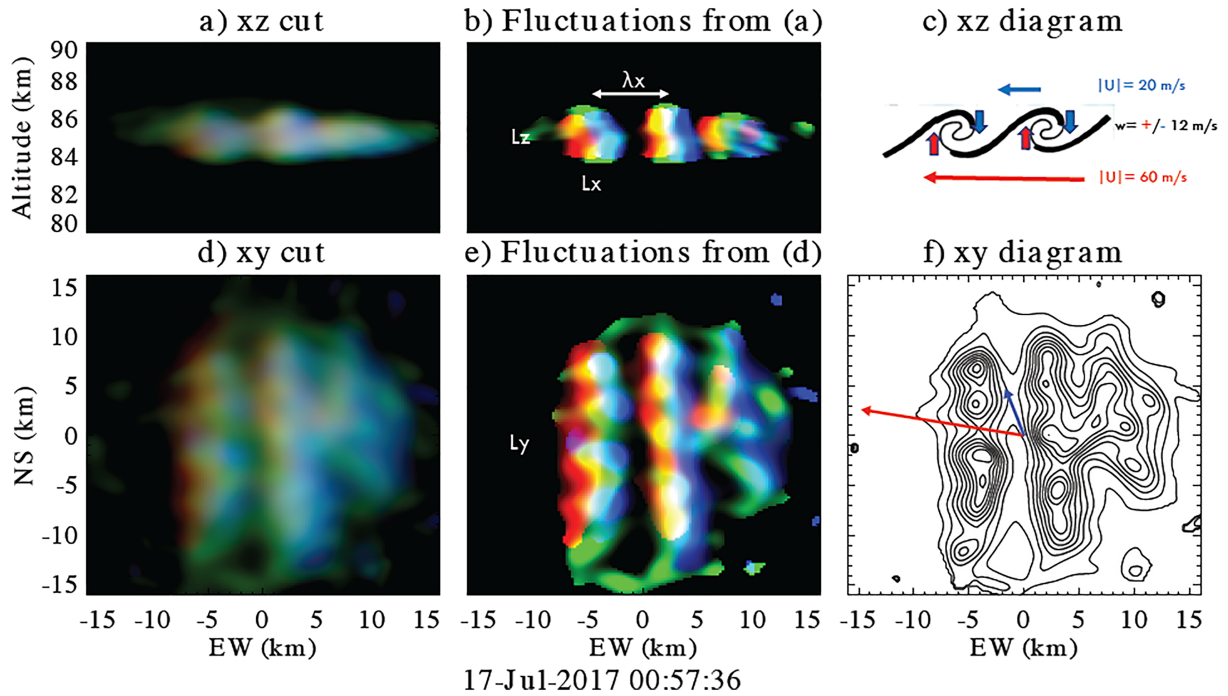 a) xz cut
b) Fluctuations from (a)
c) xz diagram
Altitude (km)
90
88
86
84
82
80
λx
Lz
Lx
|U|= 20 m/s
w= +/- 12 m/s
|U|= 60 m/s
d) xy cut
e) Fluctuations from (d)
f) xy diagram
NS (km)
15
10
5
0
-5
-10
-15
Ly
-15 -10 -5 0 5 10 15
-15 -10 -5 0 5 10 15
-15 -10 -5 0 5 10 15
EW (km)
EW (km)
EW (km)
17-Jul-2017 00:57:36